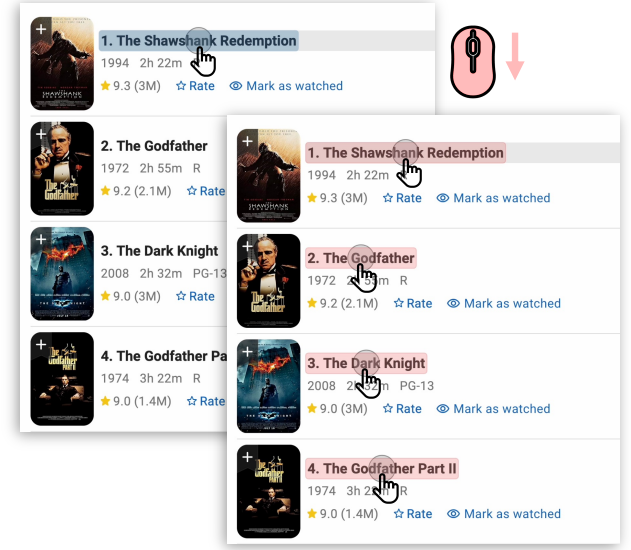 1. The Shawshank Redemption
1994 2h 22m
9.3 (3M) Rate Mark as watched
2. The Godfather
1972 2h 55m R
9.2 (2.1M) Rate
3. The Dark Knight
2008 2h 32m PG-13
9.0 (3M) Rate
4. The Godfather Pa
1974 3h 22m R
9.0 (1.4M) Rate
1. The Shawshank Redemption
1994 2h 22m
9.3 (3M) Rate Mark as watched
2. The Godfather
1972 R
9.2 (2.1M) Rate Mark as watched
3. The Dark Knight
2008 2h 32m PG-13
9.0 (3M) Rate Mark as watched
4. The Godfather Part II
1974 3h R
9.0 (1.4M) Rate Mark as watched